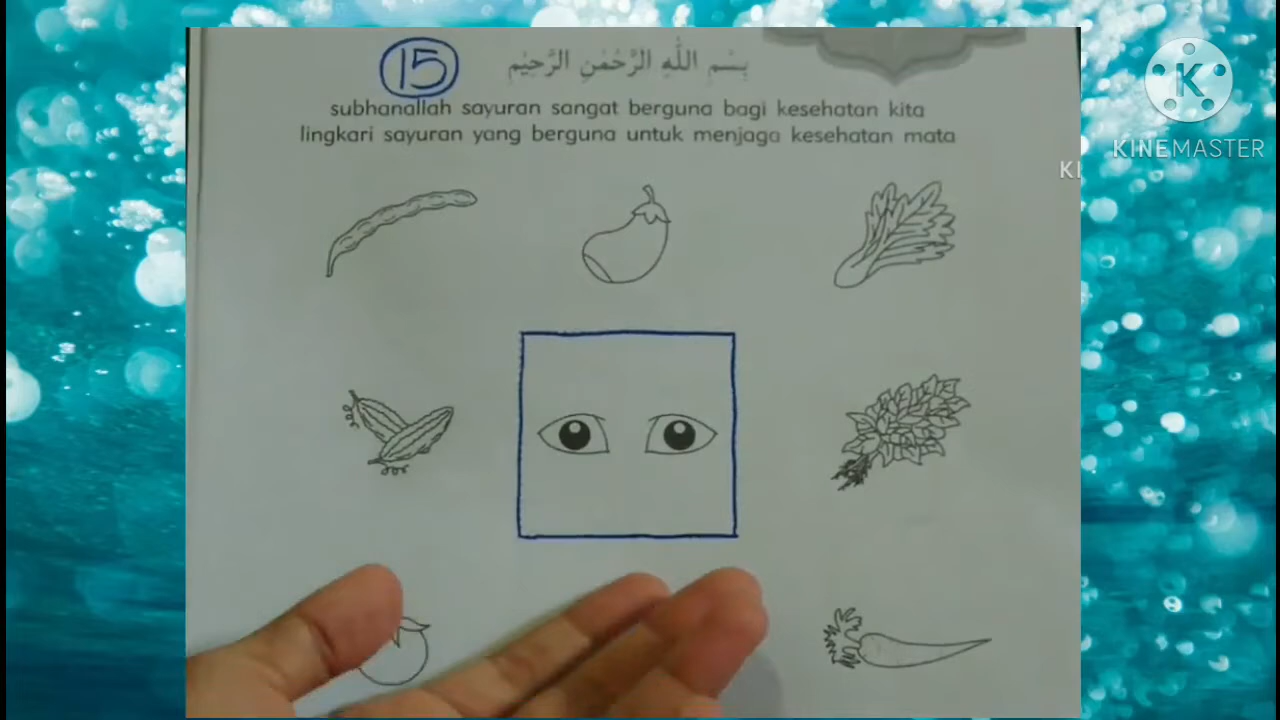 15
بِسْمِ اللّٰهِ الرَّحْمٰنِ الرَّحِيْمِ
subhanallah sayuran sangat berguna bagi kesehatan kita
lingkari sayuran yang berguna untuk menjaga kesehatan mata
K
KINEMASTER
KI